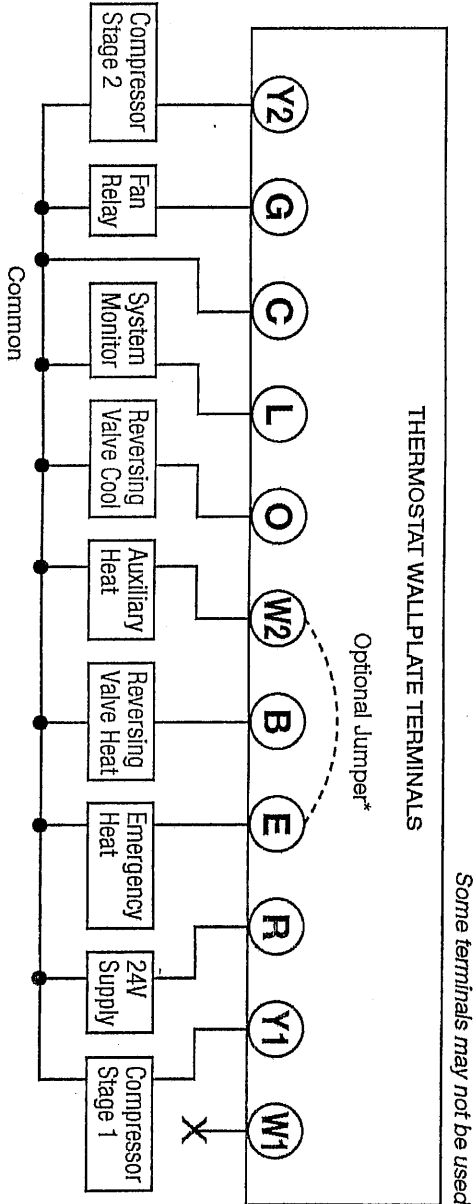 Some terminals may not be used
THERMOSTAT WALLPLATE TERMINALS
Optional Jumper*
Y2
G
C
L
O
W2
B
E
R
Y1
W1
Compressor
Stage 2
Fan
Relay
System
Monitor
Reversing
Valve Cool
Auxiliary
Heat
Reversing
Valve Heat
Emergency
Heat
24V
Supply
Compressor
Stage 1
X
Common